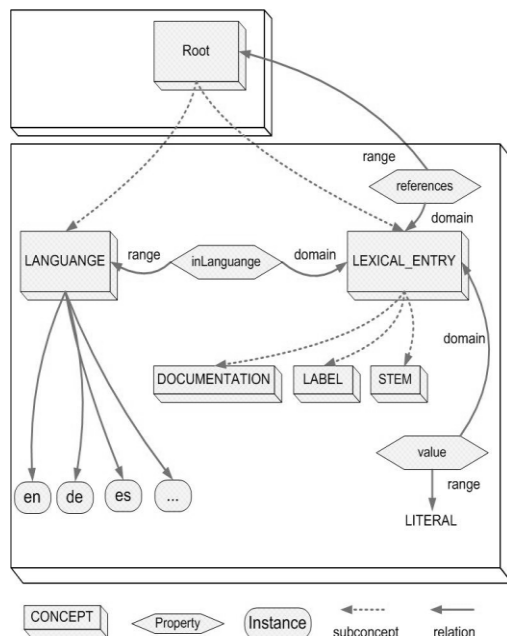 Root
range
references
domain
LANGUANGE
range
inLanguange
domain
LEXICAL_ENTRY
domain
DOCUMENTATION
LABEL
STEM
value
range
en
de
es
...
LITERAL
CONCEPT
Property
Instance
subconcept
relation